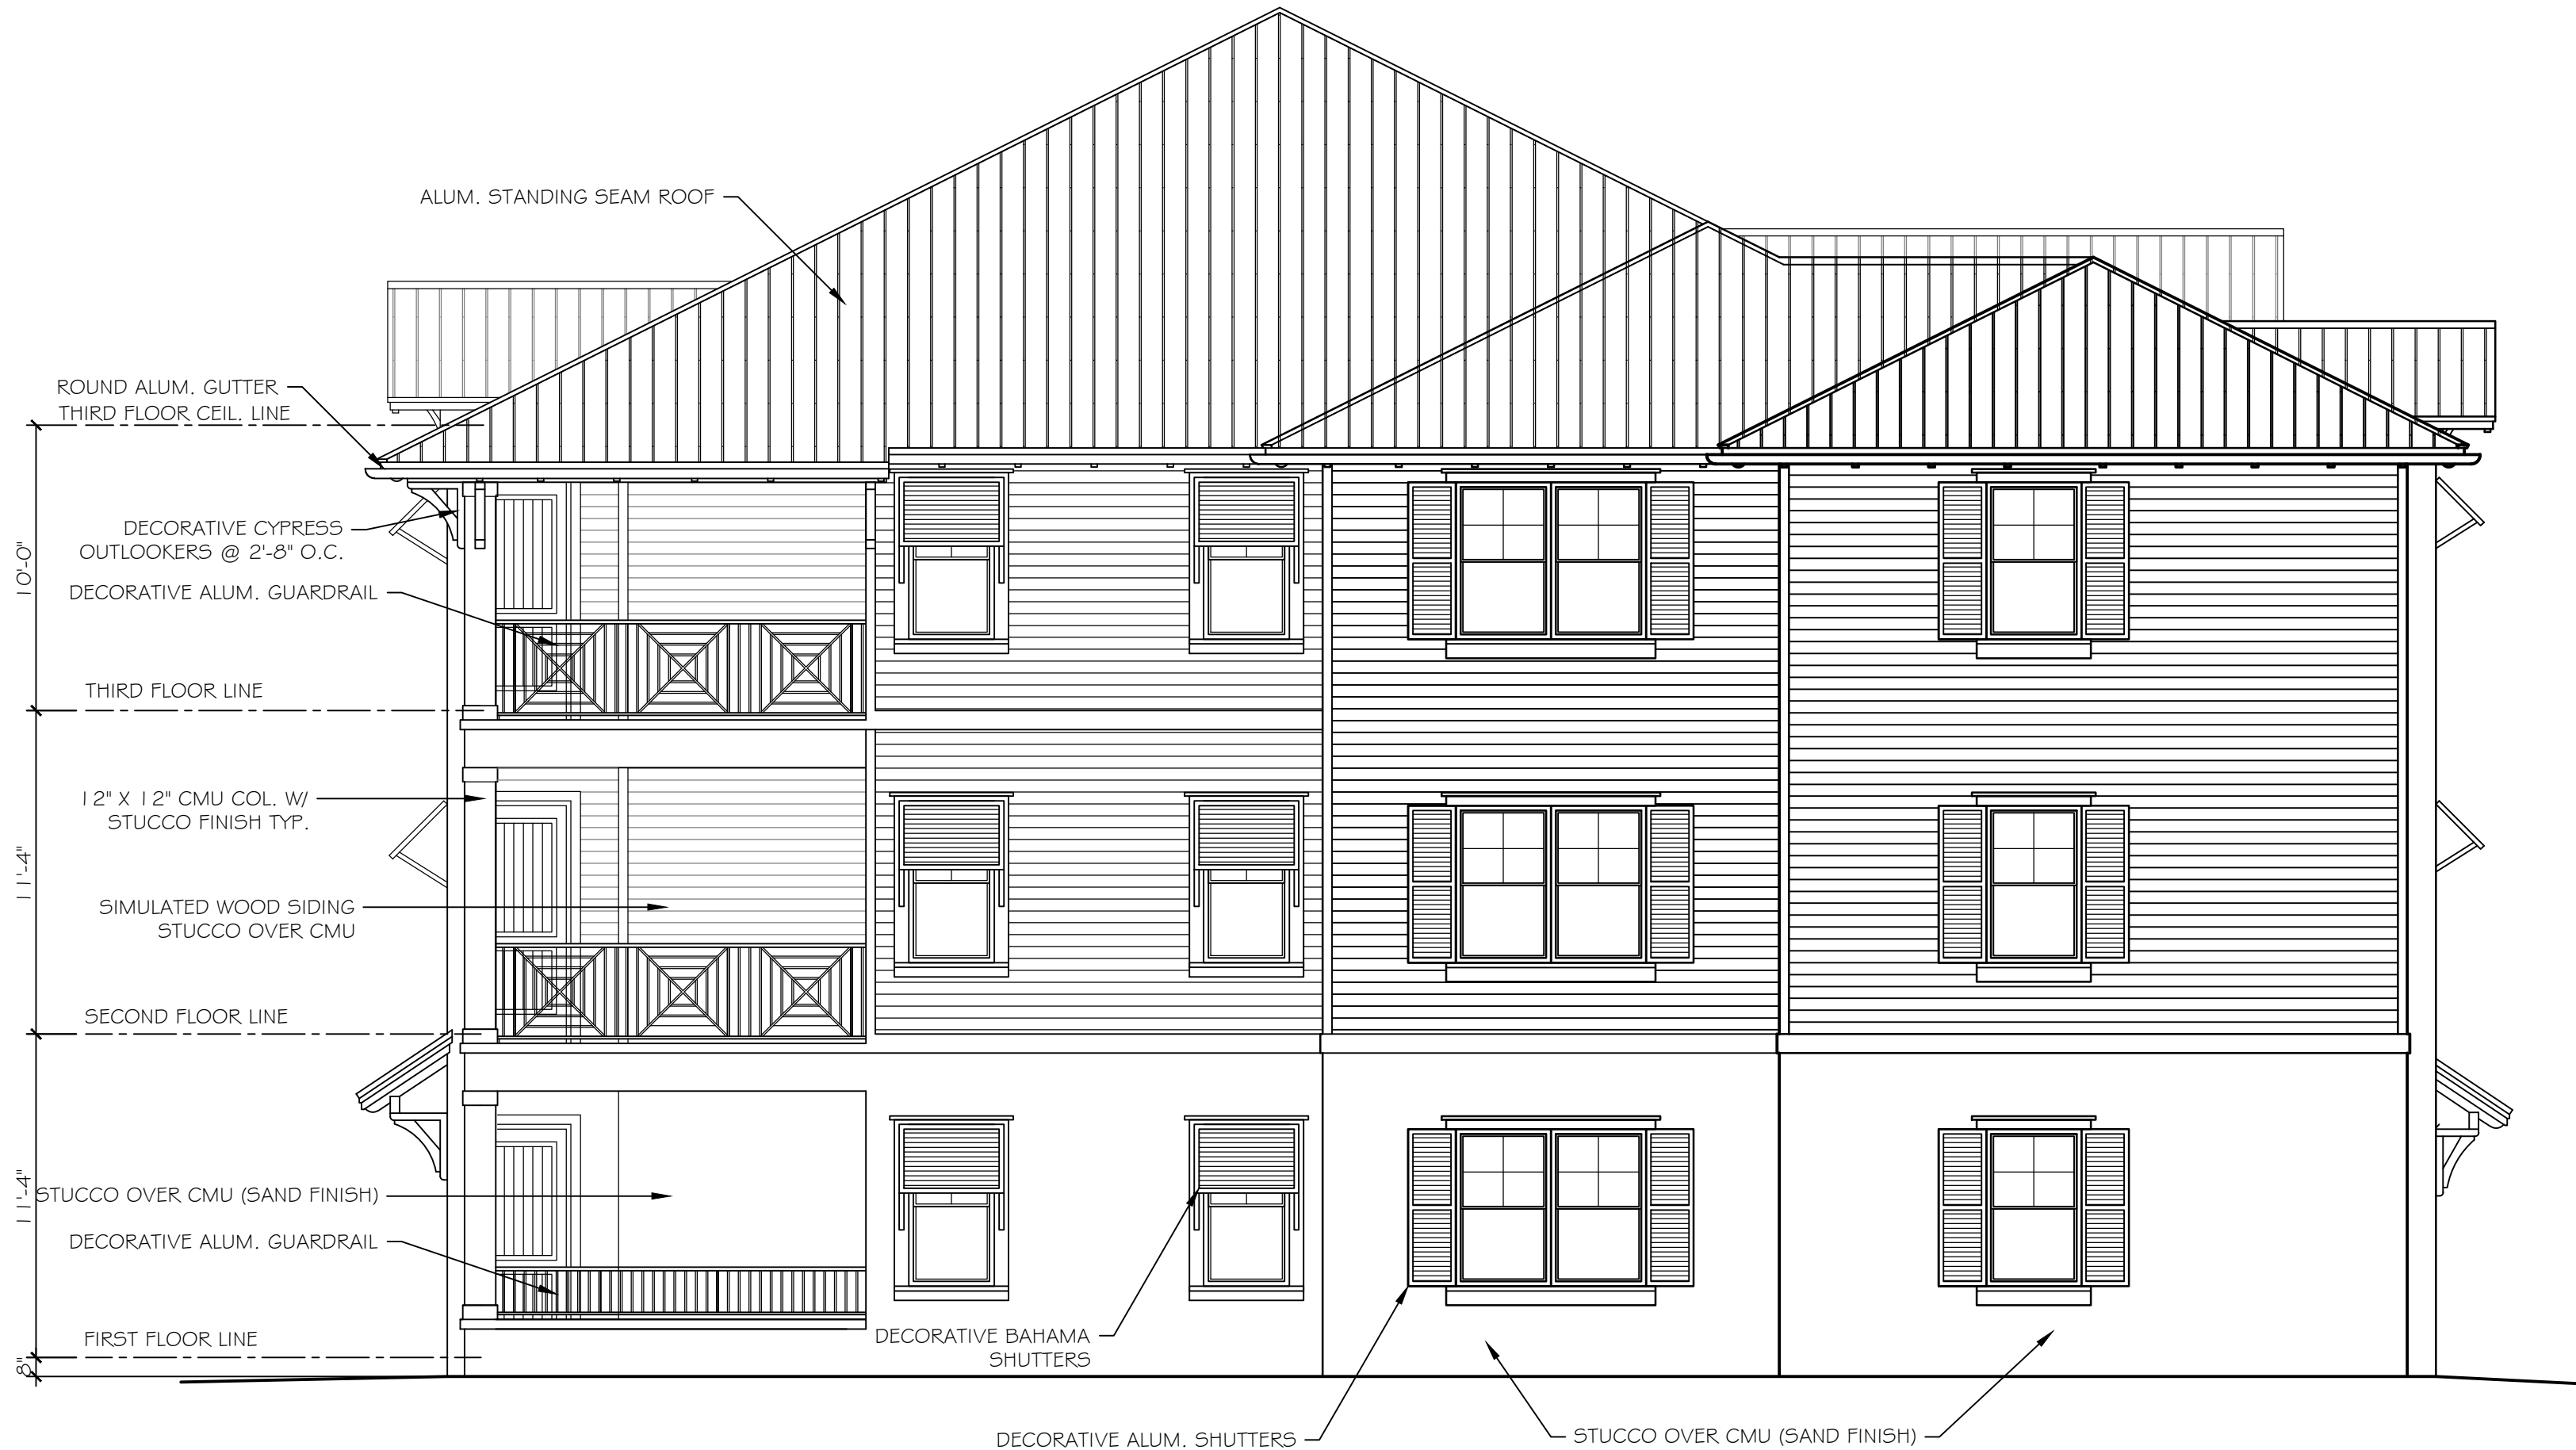 ALUM. STANDING SEAM ROOF
ROUND ALUM. GUTTER
THIRD FLOOR CEIL. LINE
DECORATIVE CYPRESS
OUTLOOKERS @ 2'-8" O.C.
10'-0"
DECORATIVE ALUM. GUARDRAIL
THIRD FLOOR LINE
12" X 12" CMU COL. W/
STUCCO FINISH TYP.
11'-4"
SIMULATED WOOD SIDING
STUCCO OVER CMU
SECOND FLOOR LINE
11'-4"
STUCCO OVER CMU (SAND FINISH)
DECORATIVE ALUM. GUARDRAIL
FIRST FLOOR LINE
8"
DECORATIVE BAHAMA
SHUTTERS
DECORATIVE ALUM. SHUTTERS
STUCCO OVER CMU (SAND FINISH)